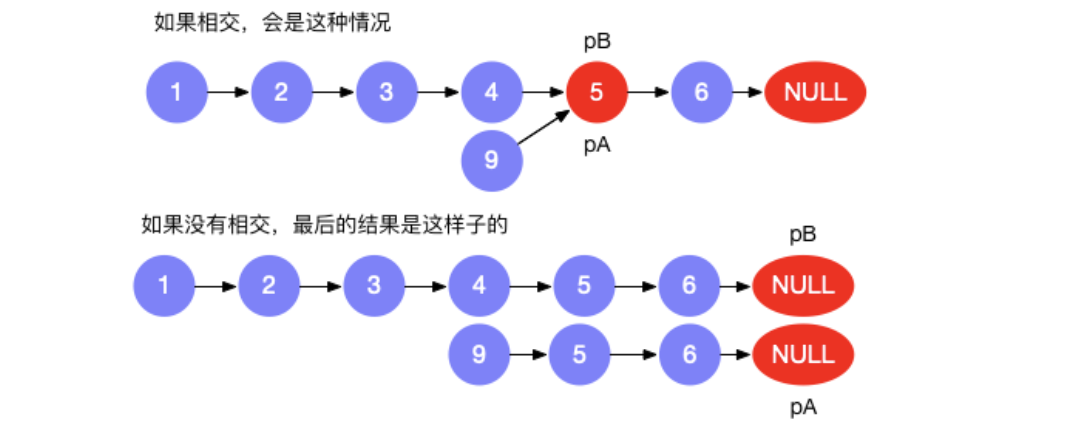 如果相交，会是这种情况
pB
1 2 3 4 5 6 NULL
9
pA
如果没有相交，最后的结果是这样子的
pB
1 2 3 4 5 6 NULL
9 5 6 NULL
pA